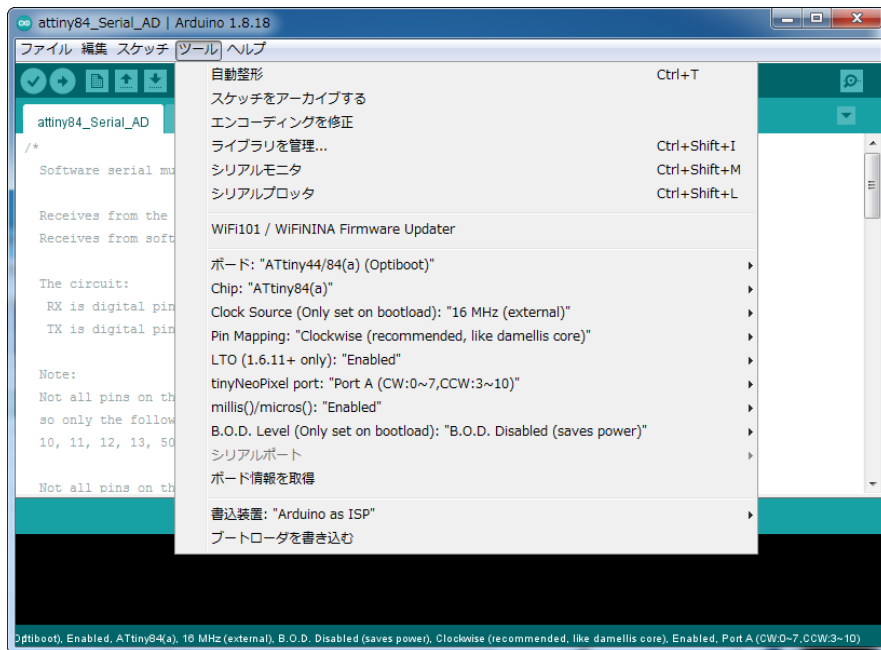 attiny84_Serial_AD | Arduino 1.8.18
ファイル 編集 スケッチ ツール ヘルプ
自動整形 Ctrl+T
スケッチをアーカイブする
エンコーディングを修正
ライブラリを管理... Ctrl+Shift+I
シリアルモニタ Ctrl+Shift+M
シリアルプロッタ Ctrl+Shift+L
WiFi101 / WiFiNINA Firmware Updater
ボード: "ATtiny44/84(a) (Optiboot)"
Chip: "ATtiny84(a)"
Clock Source (Only set on bootload): "16 MHz (external)"
Pin Mapping: "Clockwise (recommended, like damellis core)"
LTO (1.6.11+ only): "Enabled"
tinyNeoPixel port: "Port A (CW:0~7,CCW:3~10)"
millis()/micros(): "Enabled"
B.O.D. Level (Only set on bootload): "B.O.D. Disabled (saves power)"
シリアルポート
ボード情報を取得
書込装置: "Arduino as ISP"
ブートローダを書き込む
attiny84_Serial_AD
/*
Software serial mu
Receives from the
Receives from soft
The circuit:
RX is digital pin
TX is digital pin
Note:
Not all pins on th
so only the follow
10, 11, 12, 13, 50
Not all pins on th
ptiboot), Enabled, ATtiny84(a), 16 MHz (external), B.O.D. Disabled (saves power), Clockwise (recommended, like damellis core), Enabled, Port A (CW:0~7,CCW:3~10)